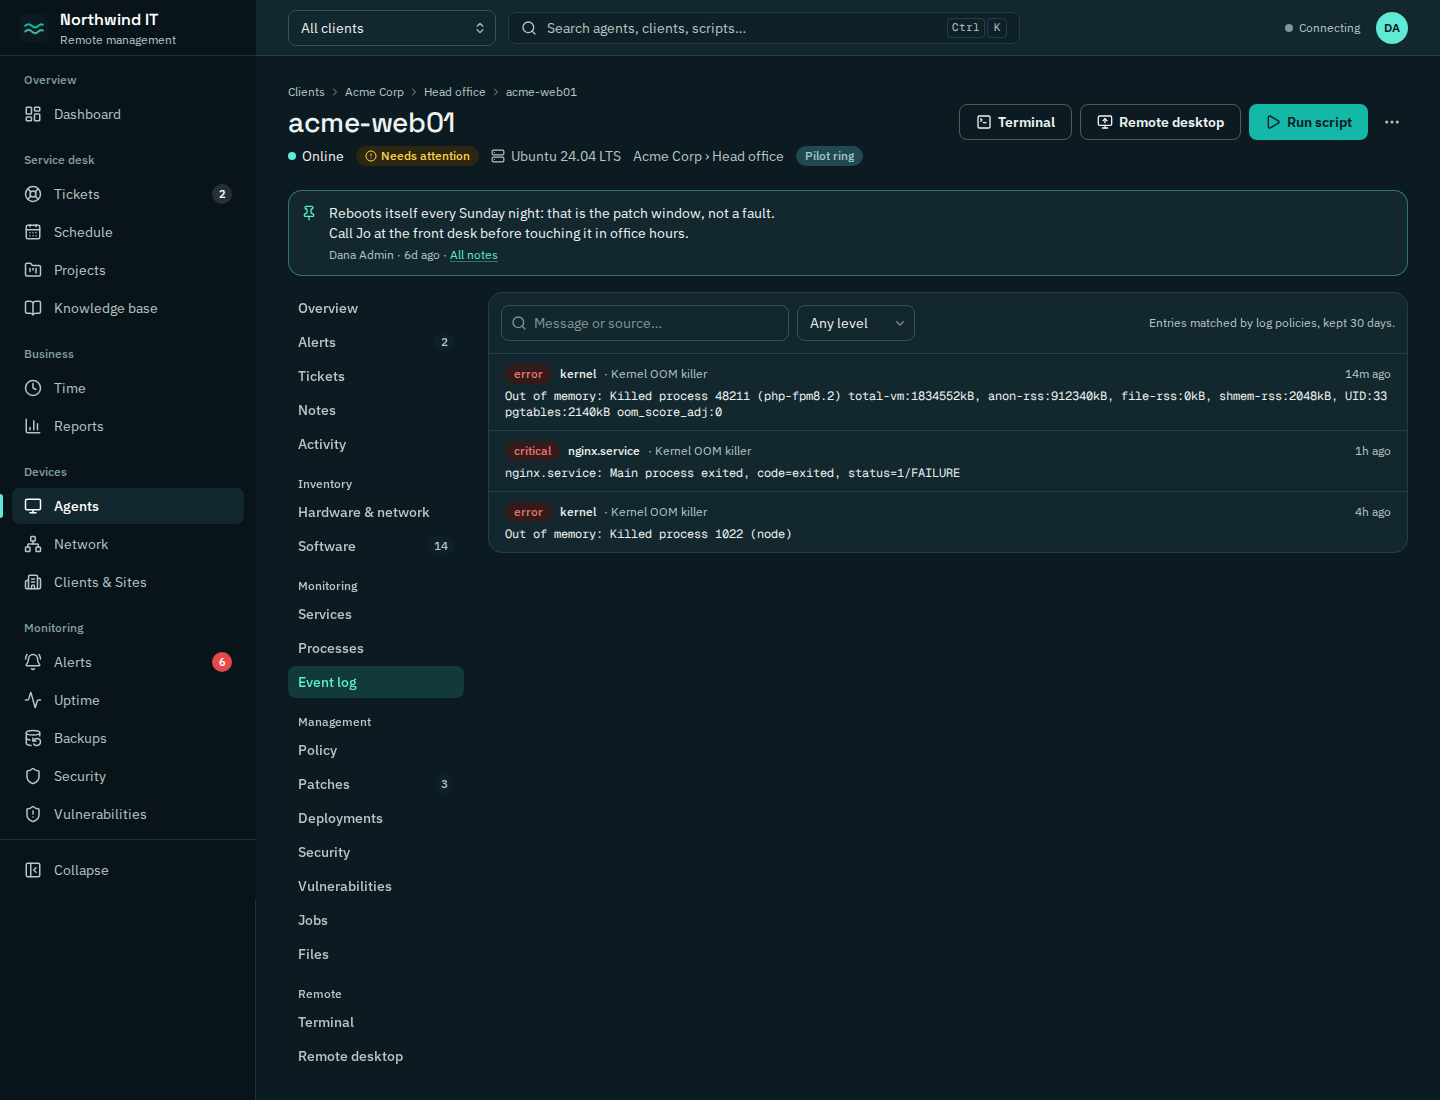 Northwind IT
Remote management
All clients
Search agents, clients, scripts...
Ctrl K
Connecting
DA
Overview
Dashboard
Service desk
Tickets 2
Schedule
Projects
Knowledge base
Business
Time
Reports
Devices
Agents
Network
Clients & Sites
Monitoring
Alerts 6
Uptime
Backups
Security
Vulnerabilities
Collapse
Clients > Acme Corp > Head office > acme-web01
acme-web01
Terminal
Remote desktop
Run script
Online
Needs attention
Ubuntu 24.04 LTS
Acme Corp › Head office
Pilot ring
Reboots itself every Sunday night: that is the patch window, not a fault.
Call Jo at the front desk before touching it in office hours.
Dana Admin · 6d ago · All notes
Overview
Alerts 2
Tickets
Notes
Activity
Inventory
Hardware & network
Software 14
Monitoring
Services
Processes
Event log
Management
Policy
Patches 3
Deployments
Security
Vulnerabilities
Jobs
Files
Remote
Terminal
Remote desktop
Message or source...
Any level
Entries matched by log policies, kept 30 days.
error kernel · Kernel OOM killer 14m ago
Out of memory: Killed process 48211 (php-fpm8.2) total-vm:1834552kB, anon-rss:912340kB, file-rss:0kB, shmem-rss:2048kB, UID:33
pgtables:2140kB oom_score_adj:0
critical nginx.service · Kernel OOM killer 1h ago
nginx.service: Main process exited, code=exited, status=1/FAILURE
error kernel · Kernel OOM killer 4h ago
Out of memory: Killed process 1022 (node)